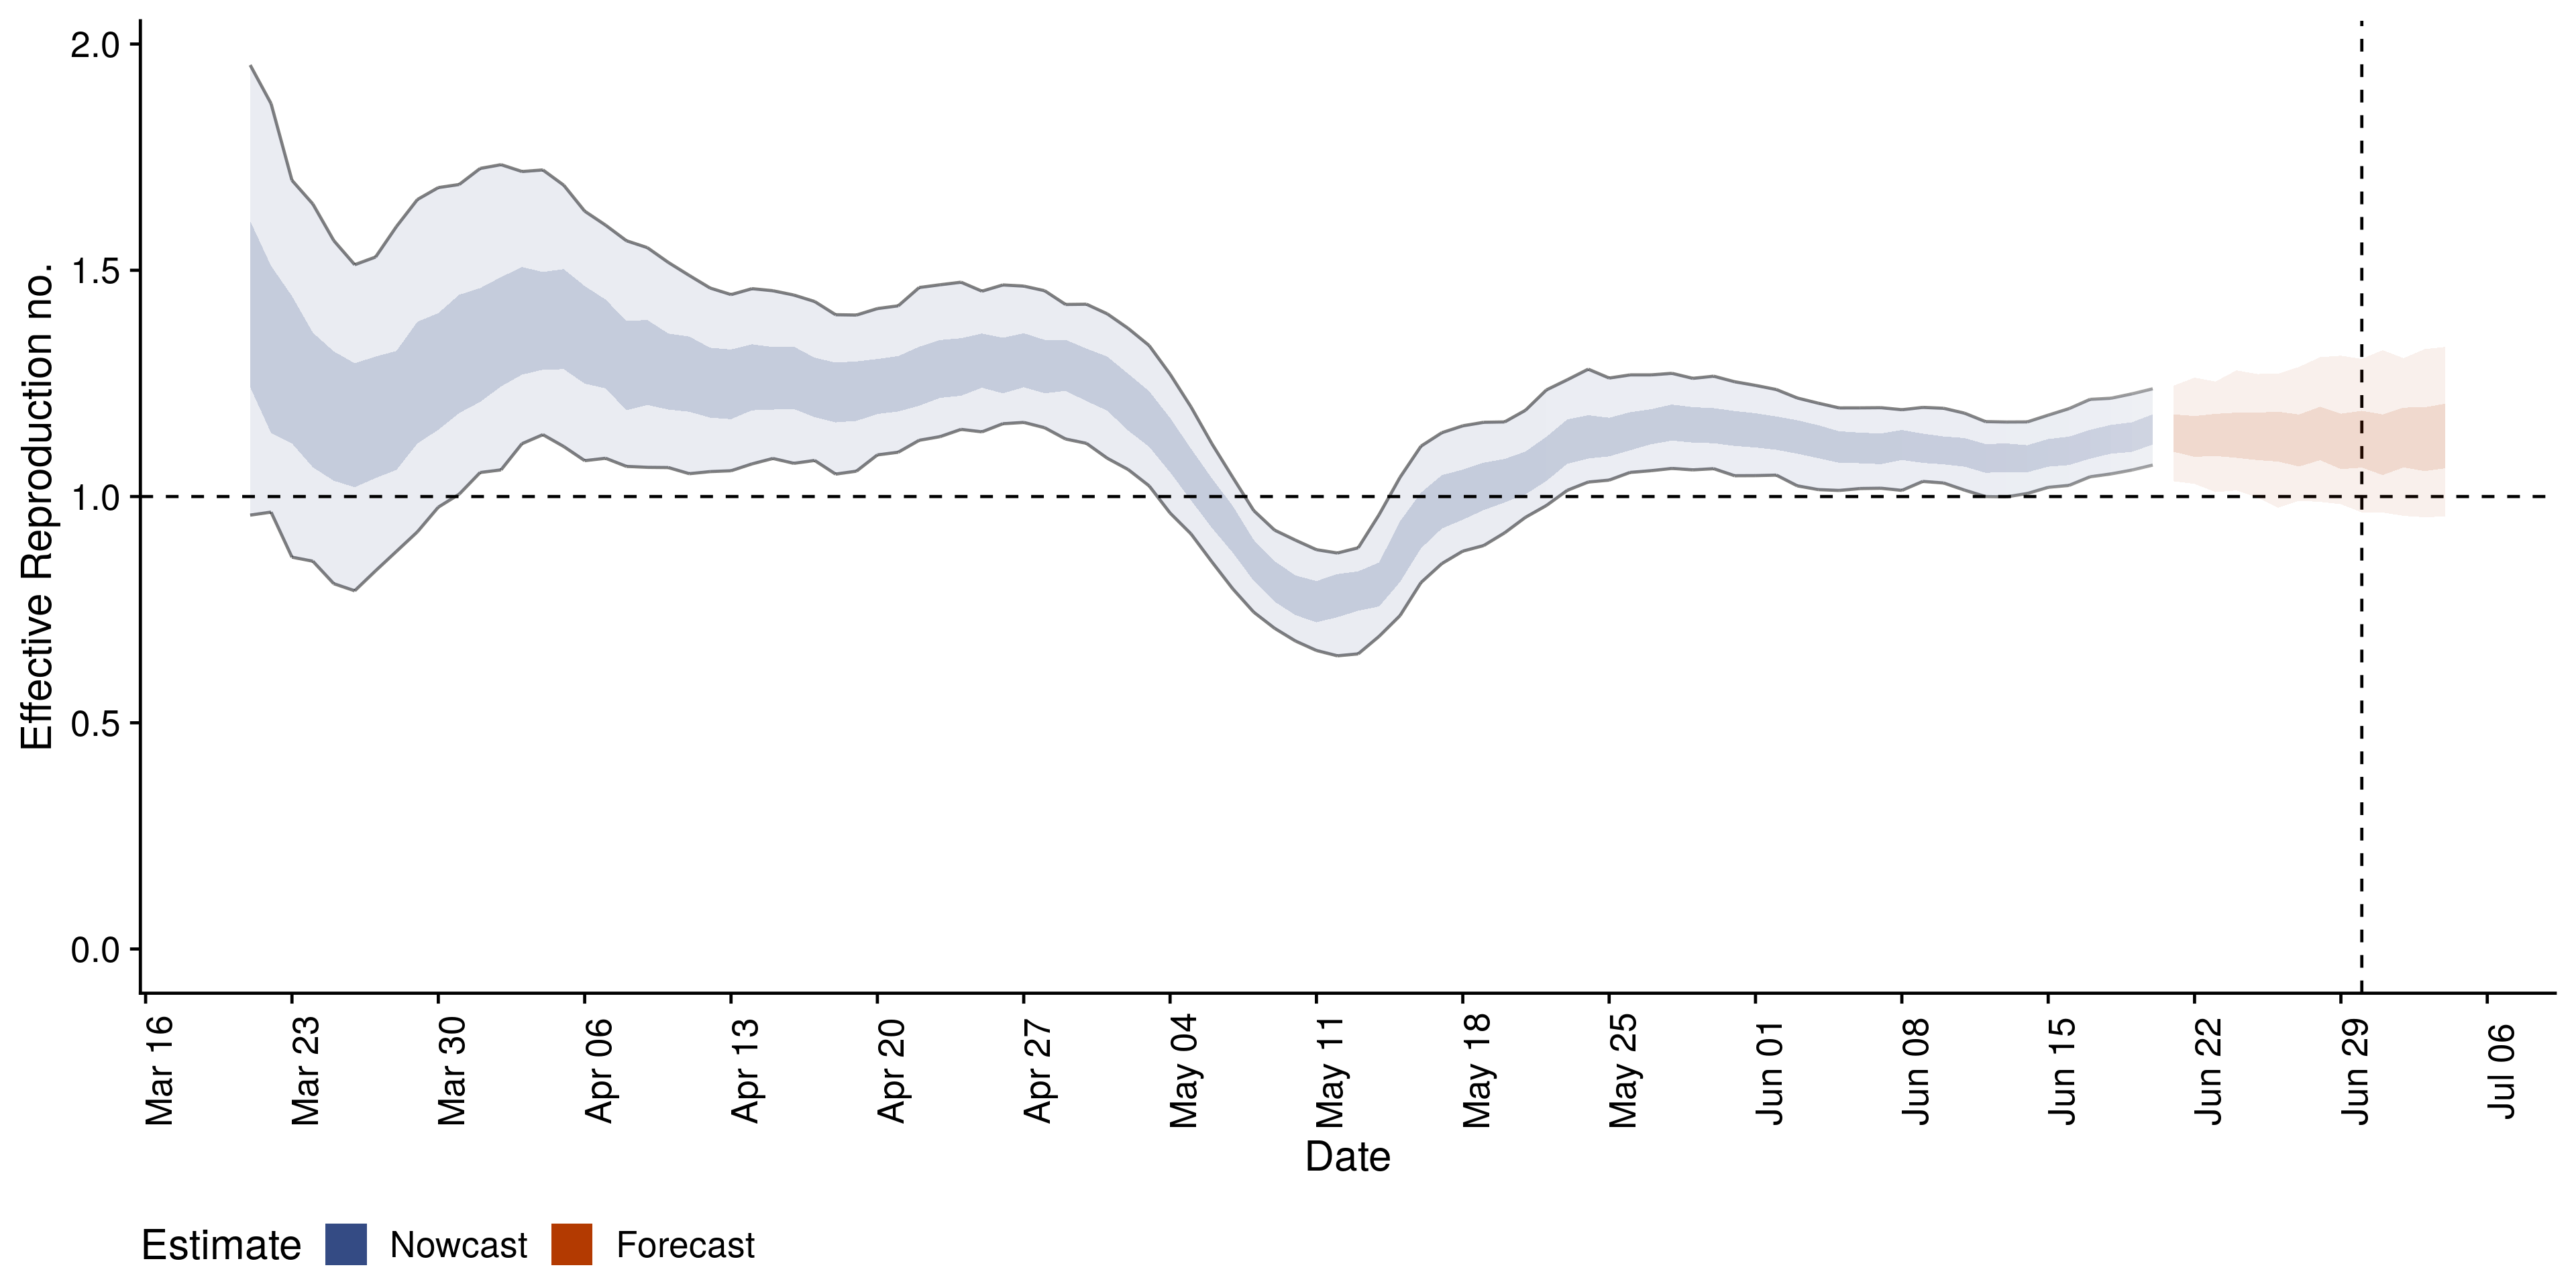 Effective Reproduction no.
2.0
1.5
1.0
0.5
0.0
Mar 16
Mar 23
Mar 30
Apr 06
Apr 13
Apr 20
Apr 27
May 04
May 11
May 18
May 25
Jun 01
Jun 08
Jun 15
Jun 22
Jun 29
Jul 06
Date
Estimate Nowcast Forecast